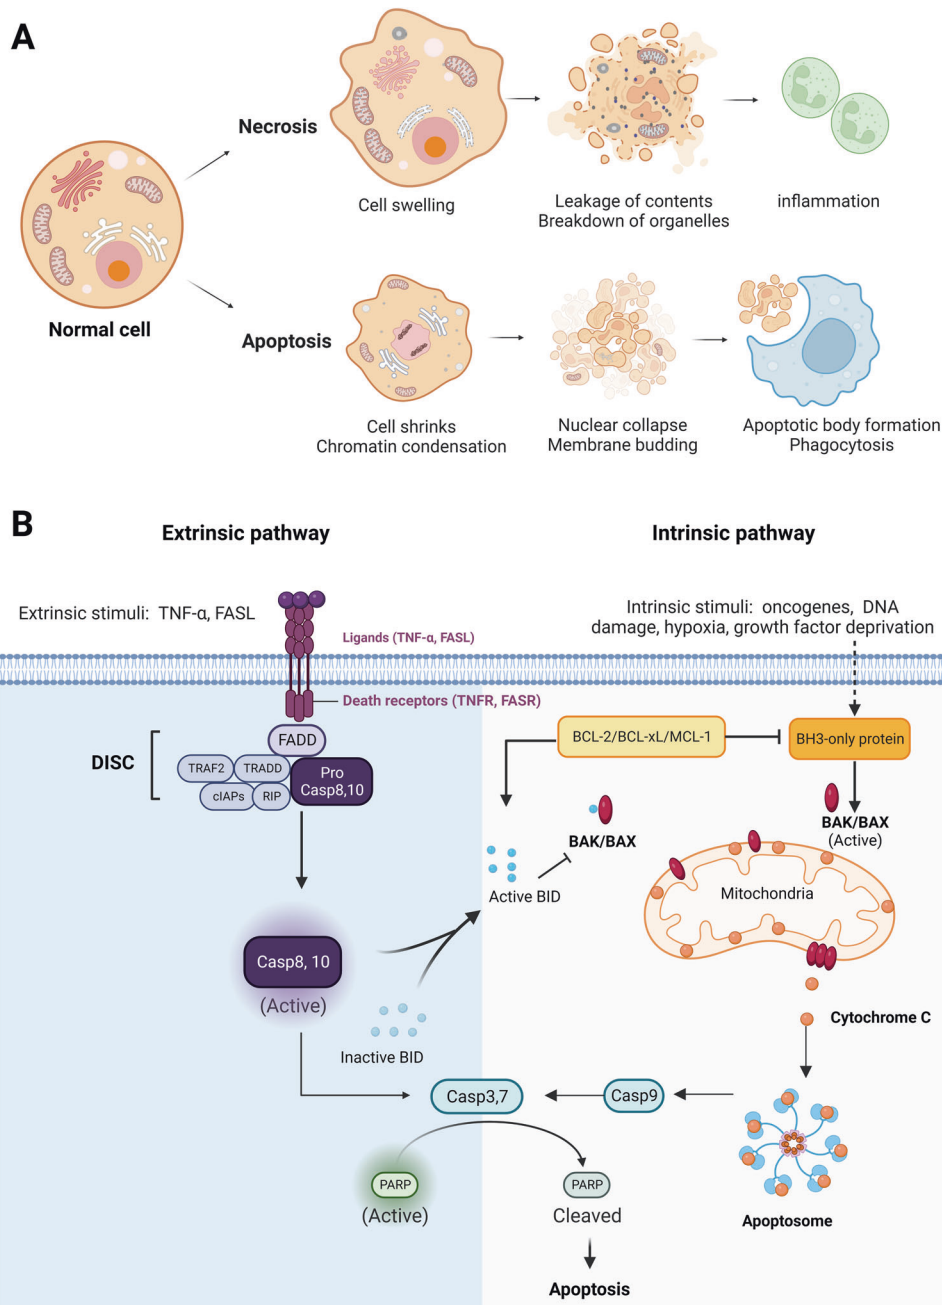 A
Necrosis
Cell swelling
Leakage of contents
Breakdown of organelles
inflammation
Normal cell
Apoptosis
Cell shrinks
Chromatin condensation
Nuclear collapse
Membrane budding
Apoptotic body formation
Phagocytosis
B
Extrinsic pathway
Intrinsic pathway
Extrinsic stimuli: TNF-α, FASL
Intrinsic stimuli: oncogenes, DNA
damage, hypoxia, growth factor deprivation
Ligands (TNF-α, FASL)
Death receptors (TNFR, FASR)
DISC
FADD
TRAF2
TRADD
cIAPs
RIP
Pro
Casp8,10
BCL-2/BCL-xL/MCL-1
BH3-only protein
BAK/BAX
BAK/BAX
(Active)
Active BID
Mitochondria
Casp8, 10
(Active)
Inactive BID
Cytochrome C
Casp3,7
Casp9
PARP
(Active)
PARP
Cleaved
Apoptosome
Apoptosis